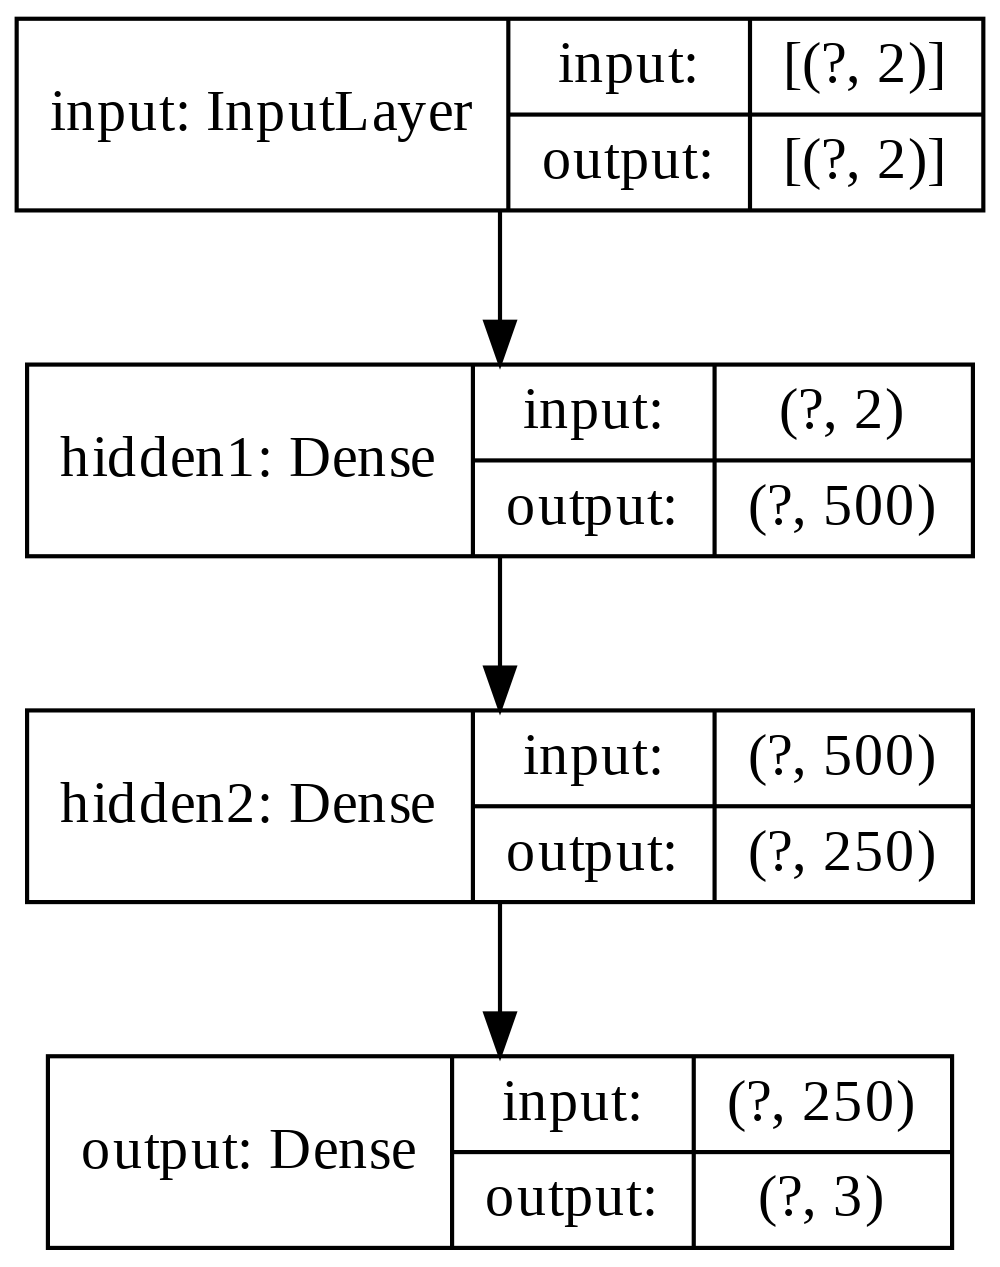 input: InputLayer
input:
[(?, 2)]
output:
[(?, 2)]
hidden1: Dense
input:
(?, 2)
output:
(?, 500)
hidden2: Dense
input:
(?, 500)
output:
(?, 250)
output: Dense
input:
(?, 250)
output:
(?, 3)